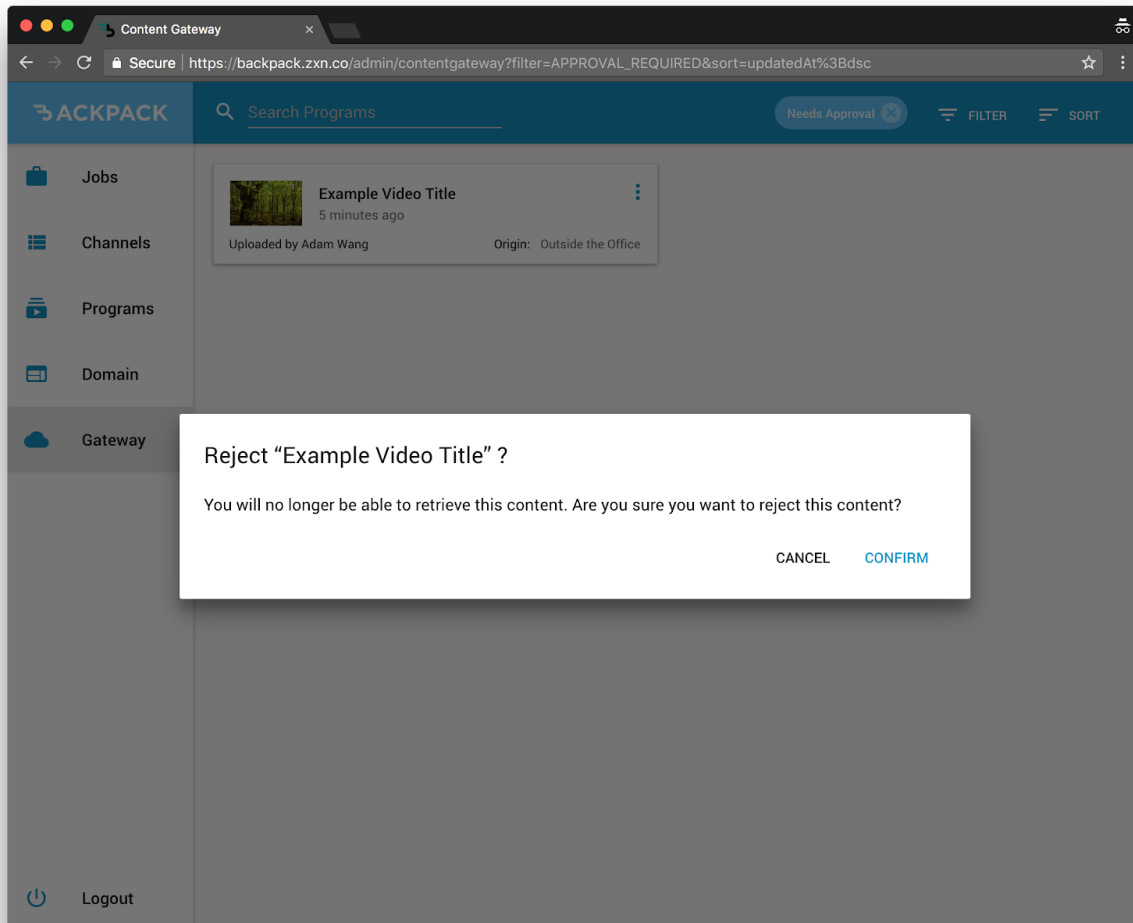 Content Gateway
Secure https://backpack.zxn.co/admin/contentgateway?filter=APPROVAL_REQUIRED&sort=updatedAt%3Bdsc
BACKPACK
Search Programs
Needs Approval
FILTER
SORT
Jobs
Channels
Programs
Domain
Gateway
Example Video Title
5 minutes ago
Uploaded by Adam Wang
Origin: Outside the Office
Reject “Example Video Title” ?
You will no longer be able to retrieve this content. Are you sure you want to reject this content?
CANCEL
CONFIRM
Logout